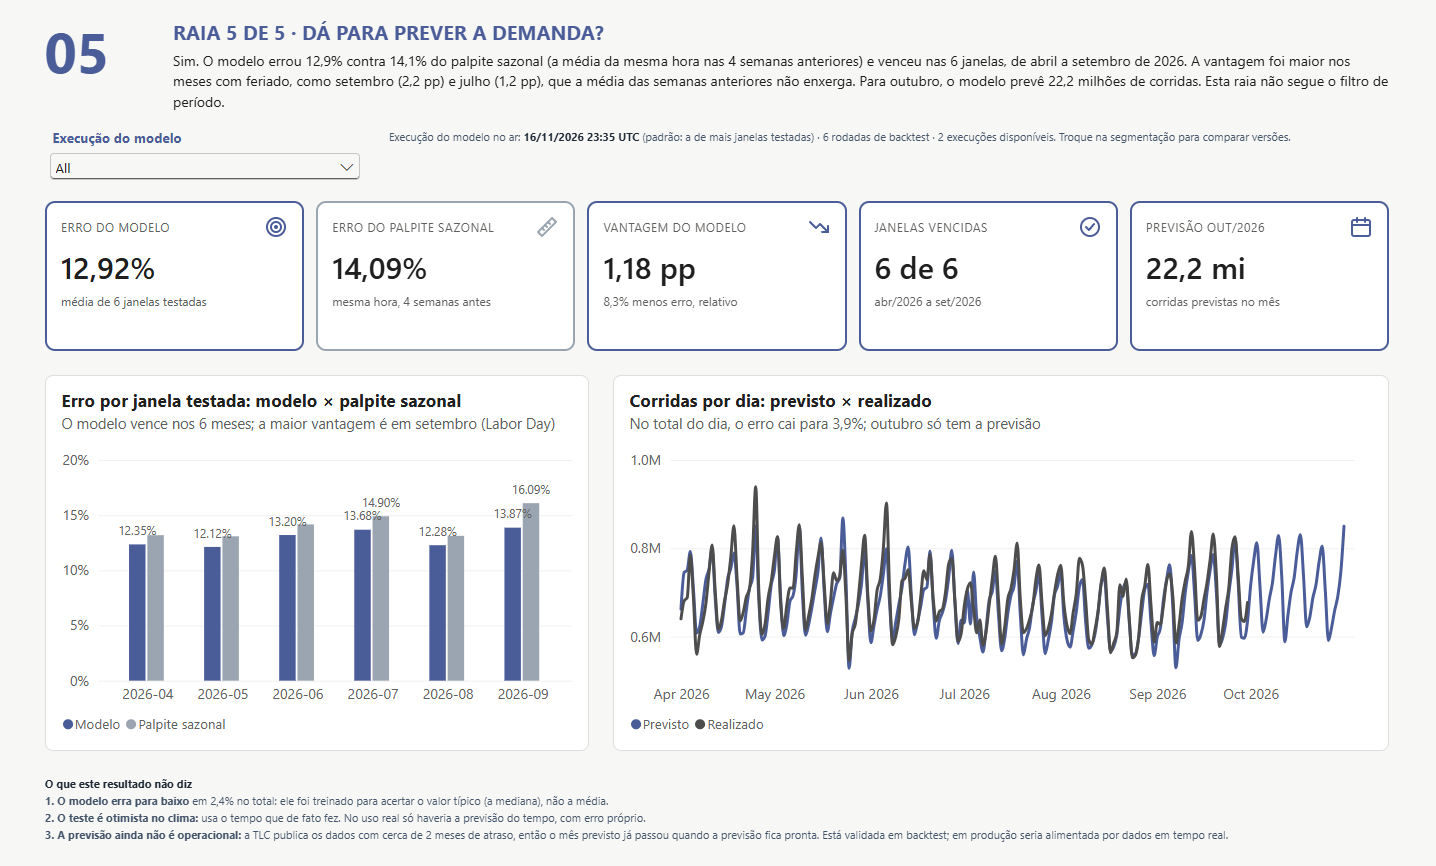 05
RAIA 5 DE 5 · DÁ PARA PREVER A DEMANDA?
Sim. O modelo errou 12,9% contra 14,1% do palpite sazonal (a média da mesma hora nas 4 semanas anteriores) e venceu nas 6 janelas, de abril a setembro de 2026. A vantagem foi maior nos
meses com feriado, como setembro (2,2 pp) e julho (1,2 pp), que a média das semanas anteriores não enxerga. Para outubro, o modelo prevê 22,2 milhões de corridas. Esta raia não segue o filtro de
período.
Execução do modelo
All
Execução do modelo no ar: 16/11/2026 23:35 UTC (padrão: a de mais janelas testadas) · 6 rodadas de backtest · 2 execuções disponíveis. Troque na segmentação para comparar versões.
ERRO DO MODELO
12,92%
média de 6 janelas testadas
ERRO DO PALPITE SAZONAL
14,09%
mesma hora, 4 semanas antes
VANTAGEM DO MODELO
1,18 pp
8,3% menos erro, relativo
JANELAS VENCIDAS
6 de 6
abr/2026 a set/2026
PREVISÃO OUT/2026
22,2 mi
corridas previstas no mês
Erro por janela testada: modelo × palpite sazonal
O modelo vence nos 6 meses; a maior vantagem é em setembro (Labor Day)
20%
15%
10%
5%
0%
12.35%
12.12%
13.20%
13.68%
14.90%
12.28%
13.87%
16.09%
2026-04
2026-05
2026-06
2026-07
2026-08
2026-09
Modelo
Palpite sazonal
Corridas por dia: previsto × realizado
No total do dia, o erro cai para 3,9%; outubro só tem a previsão
1.0M
0.8M
0.6M
Apr 2026
May 2026
Jun 2026
Jul 2026
Aug 2026
Sep 2026
Oct 2026
Previsto
Realizado
O que este resultado não diz
1. O modelo erra para baixo em 2,4% no total: ele foi treinado para acertar o valor típico (a mediana), não a média.
2. O teste é otimista no clima: usa o tempo que de fato fez. No uso real só haveria a previsão do tempo, com erro próprio.
3. A previsão ainda não é operacional: a TLC publica os dados com cerca de 2 meses de atraso, então o mês previsto já passou quando a previsão fica pronta. Está validada em backtest; em produção seria alimentada por dados em tempo real.